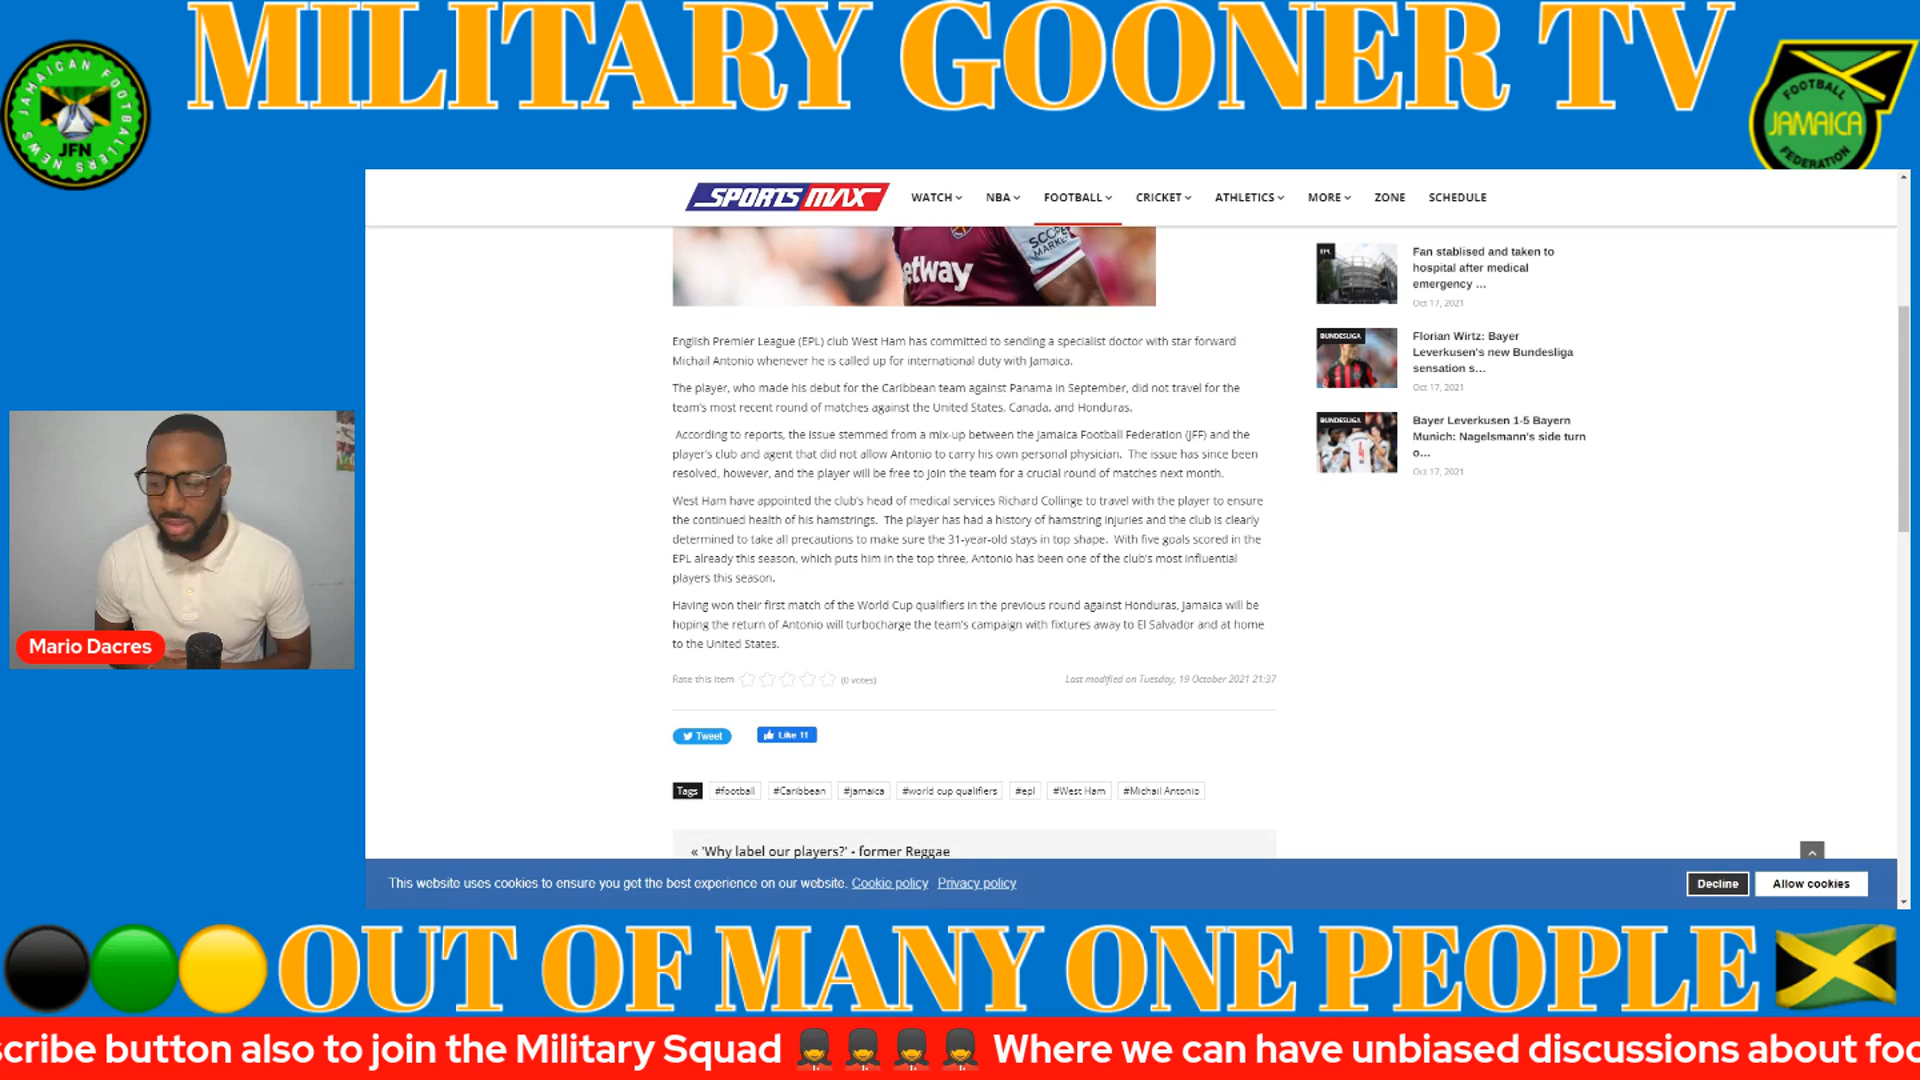 MILITARY GOONER TV
JAMAICAN FOOTBALLERS NEWS
JFN
FOOTBALL
JAMAICA
FEDERATION
SPORTSMAX
WATCH
NBA
FOOTBALL
CRICKET
ATHLETICS
MORE
ZONE
SCHEDULE
SCOPE
MARKET
etway
English Premier League (EPL) club West Ham has committed to sending a specialist doctor with star forward
Michail Antonio whenever he is called up for international duty with Jamaica.
The player, who made his debut for the Caribbean team against Panama in September, did not travel for the
team's most recent round of matches against the United States, Canada, and Honduras.
According to reports, the issue stemmed from a mix-up between the Jamaica Football Federation (JFF) and the
player's club and agent that did not allow Antonio to carry his own personal physician. The issue has since been
resolved, however, and the player will be free to join the team for a crucial round of matches next month.
West Ham have appointed the club's head of medical services Richard Collinge to travel with the player to ensure
the continued health of his hamstrings. The player has had a history of hamstring injuries and the club is clearly
determined to take all precautions to make sure the 31-year-old stays in top shape. With five goals scored in the
EPL already this season, which puts him in the top three, Antonio has been one of the club's most influential
players this season.
Having won their first match of the World Cup qualifiers in the previous round against Honduras, Jamaica will be
hoping the return of Antonio will turbocharge the team's campaign with fixtures away to El Salvador and at home
to the United States.
Rate this item
(0 votes)
Last modified on Tuesday, 19 October 2021 21:37
Tweet
Like 11
Tags
#football
#Caribbean
#jamaica
#world cup qualifiers
#epl
#West Ham
#Michail Antonio
« 'Why label our players?' - former Reggae
EPL
Fan stablised and taken to
hospital after medical
emergency ...
Oct 17, 2021
BUNDESLIGA
Florian Wirtz: Bayer
Leverkusen's new Bundesliga
sensation s...
Oct 17, 2021
BUNDESLIGA
Bayer Leverkusen 1-5 Bayern
Munich: Nagelsmann's side turn
o...
Oct 17, 2021
Mario Dacres
This website uses cookies to ensure you get the best experience on our website. Cookie policy Privacy policy
Decline
Allow cookies
OUT OF MANY ONE PEOPLE
scribe button also to join the Military Squad Where we can have unbiased discussions about foo